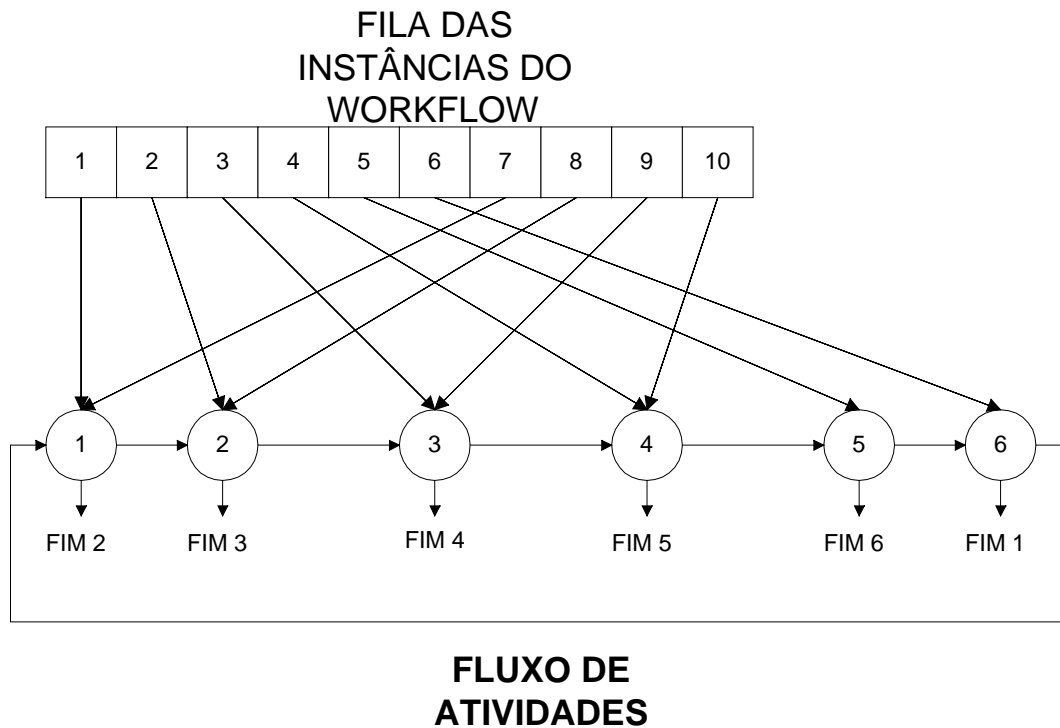 FILA DAS
INSTÂNCIAS DO
WORKFLOW
1 2 3 4 5 6 7 8 9 10
1 2 3 4 5 6
FIM 2 FIM 3 FIM 4 FIM 5 FIM 6 FIM 1
FLUXO DE
ATIVIDADES